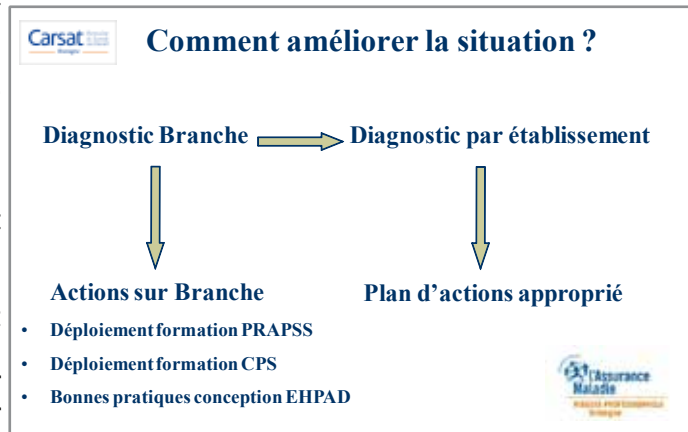 Carsat
Comment améliorer la situation ?
Diagnostic Branche
Diagnostic par établissement
Actions sur Branche
Plan d'actions approprié
• Déploiement formation PRAPSS
• Déploiement formation CPS
• Bonnes pratiques conception EHPAD
l'Assurance
Maladie